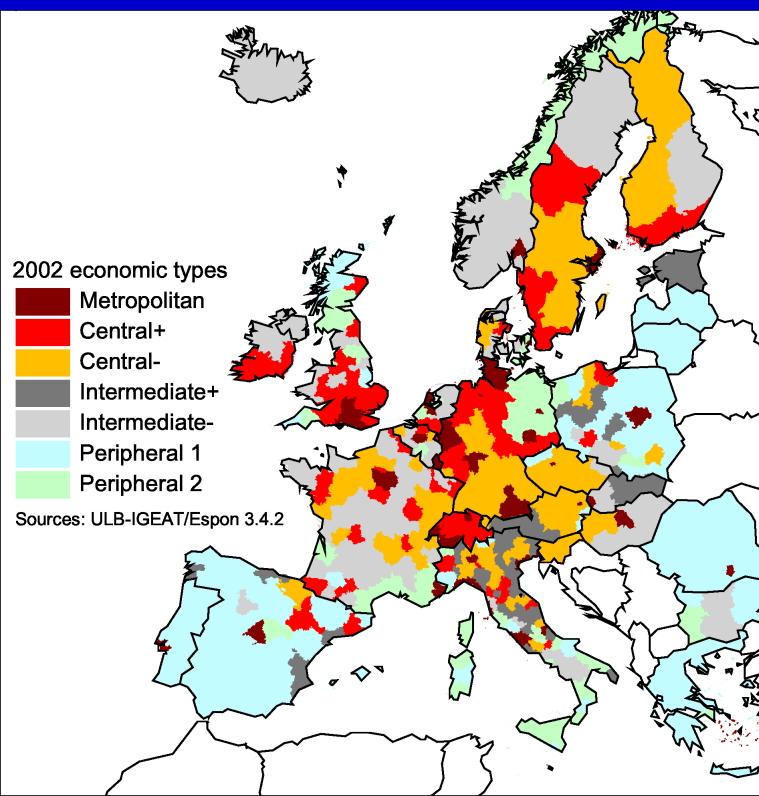 2002 economic types
Metropolitan
Central+
Central-
Intermediate+
Intermediate-
Peripheral 1
Peripheral 2
Sources: ULB-IGEAT/Espon 3.4.2